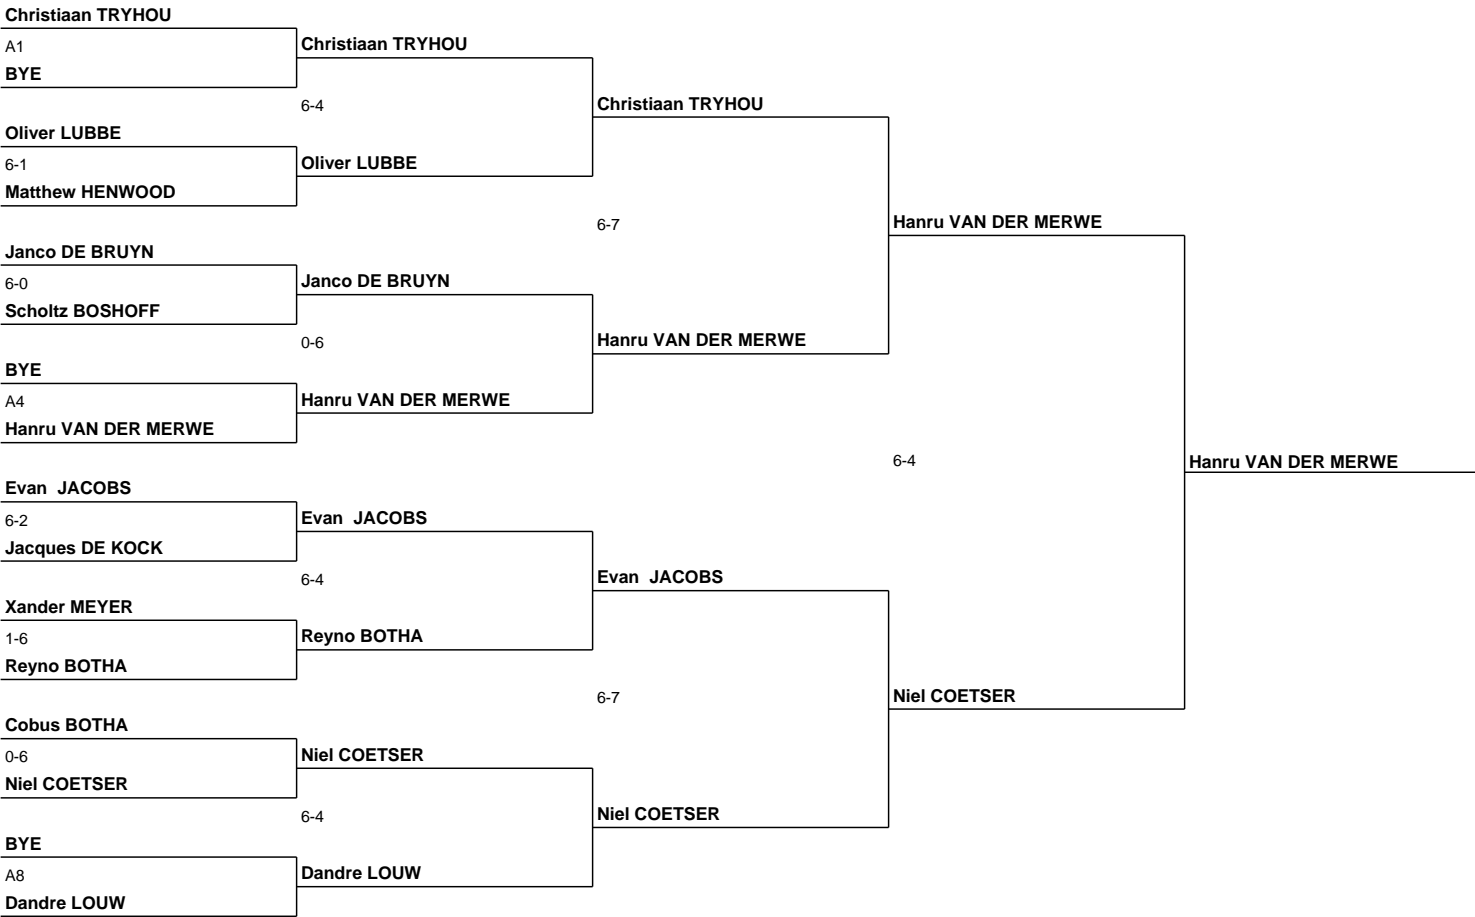 Christiaan TRYHOU
A1
BYE
Oliver LUBBE
6-1
Matthew HENWOOD
Janco DE BRUYN
6-0
Scholtz BOSHOFF
BYE
A4
Hanru VAN DER MERWE
Evan  JACOBS
6-2
Jacques DE KOCK
Xander MEYER
1-6
Reyno BOTHA
Cobus BOTHA
0-6
Niel COETSER
BYE
A8
Dandre LOUW
Christiaan TRYHOU
6-4
Oliver LUBBE
Janco DE BRUYN
0-6
Hanru VAN DER MERWE
Evan  JACOBS
6-4
Reyno BOTHA
Niel COETSER
6-4
Dandre LOUW
Christiaan TRYHOU
6-7
Hanru VAN DER MERWE
Evan  JACOBS
6-7
Niel COETSER
Hanru VAN DER MERWE
6-4
Niel COETSER
Hanru VAN DER MERWE